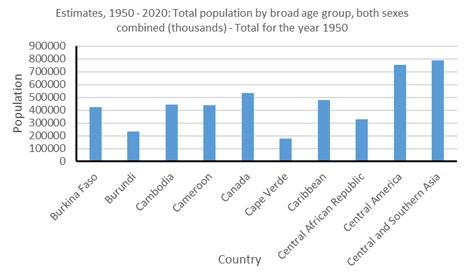 Estimates, 1950 - 2020: Total population by broad age group, both sexes
combined (thousands) - Total for the year 1950
Population
900000
800000
700000
600000
500000
400000
300000
200000
100000
0
Burkina Faso
Burundi
Cambodia
Cameroon
Canada
Cape Verde
Caribbean
Central African Republic
Central America
Central and Southern Asia
Country